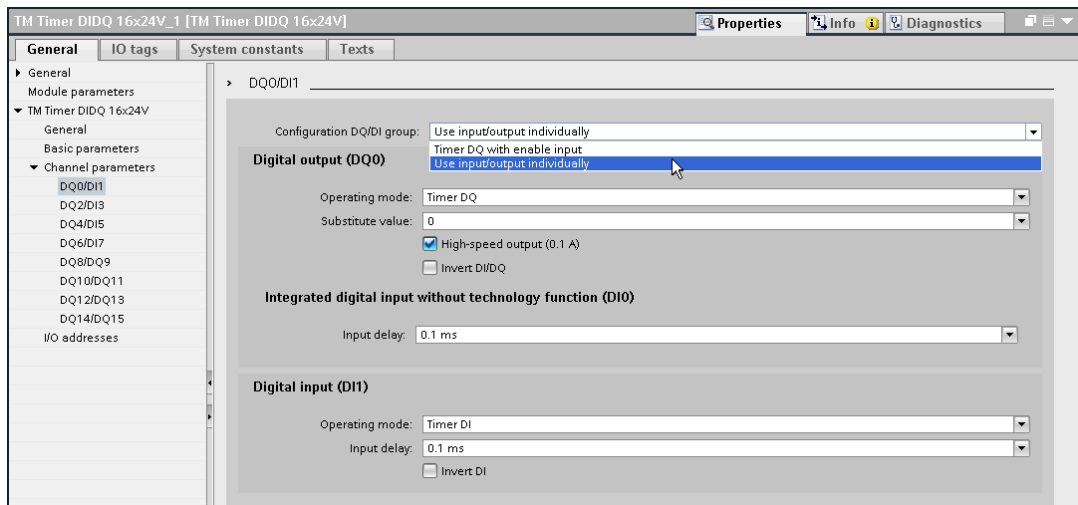 TM Timer DIDQ 16x24V_1 [TM Timer DIDQ 16x24V]
Properties
Info
Diagnostics
General
IO tags
System constants
Texts
General
Module parameters
TM Timer DIDQ 16x24V
General
Basic parameters
Channel parameters
DQ0/DI1
DQ2/DI3
DQ4/DI5
DQ6/DI7
DQ8/DQ9
DQ10/DQ11
DQ12/DQ13
DQ14/DQ15
I/O addresses
DQ0/DI1
Configuration DQ/DI group: Use input/output individually
Timer DQ with enable input
Use input/output individually
Digital output (DQ0)
Operating mode: Timer DQ
Substitute value: 0
High-speed output (0.1 A)
Invert DI/DQ
Integrated digital input without technology function (DI0)
Input delay: 0.1 ms
Digital input (DI1)
Operating mode: Timer DI
Input delay: 0.1 ms
Invert DI